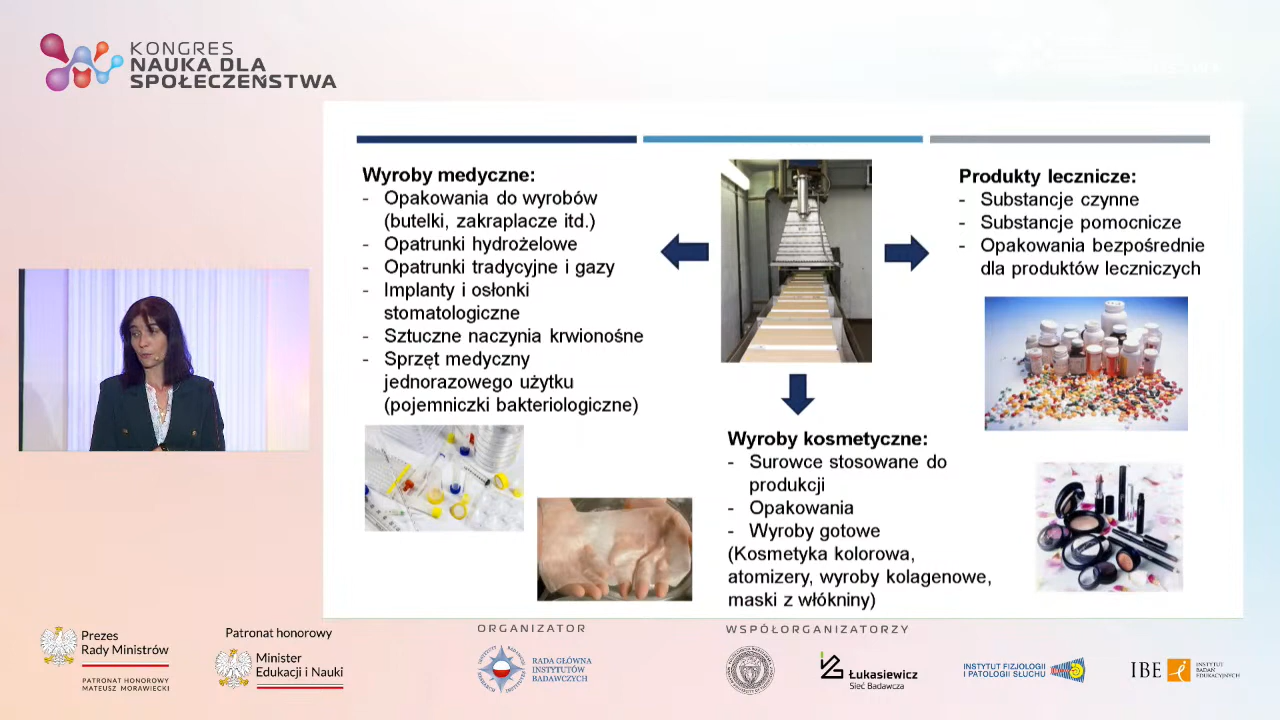 KONGRES
NAUKA DLA
SPOŁECZEŃSTWA
Wyroby medyczne:
- Opakowania do wyrobów
(butelki, zakraplacze itd.)
- Opatrunki hydrożelowe
- Opatrunki tradycyjne i gazy
- Implanty i osłonki
stomatologiczne
- Sztuczne naczynia krwionośne
- Sprzęt medyczny
jednorazowego użytku
(pojemniczki bakteriologiczne)
Produkty lecznicze:
- Substancje czynne
- Substancje pomocnicze
- Opakowania bezpośrednie
dla produktów leczniczych
Wyroby kosmetyczne:
- Surowce stosowane do
produkcji
- Opakowania
- Wyroby gotowe
(Kosmetyka kolorowa,
atomizery, wyroby kolagenowe,
maski z włókniny)
Prezes
Rady Ministrów
PATRONAT HONOROWY
MATEUSZ MORAWIECKI
Patronat honorowy
Minister
Edukacji i Nauki
ORGANIZATOR
RADA GŁÓWNA
INSTYTUTÓW
BADAWCZYCH
WSPÓŁORGANIZATORZY
Łukasiewicz
Sieć Badawcza
INSTYTUT FIZJOLOGII
I PATOLOGII SŁUCHU
IBE
INSTYTUT
BADAŃ
EDUKACYJNYCH